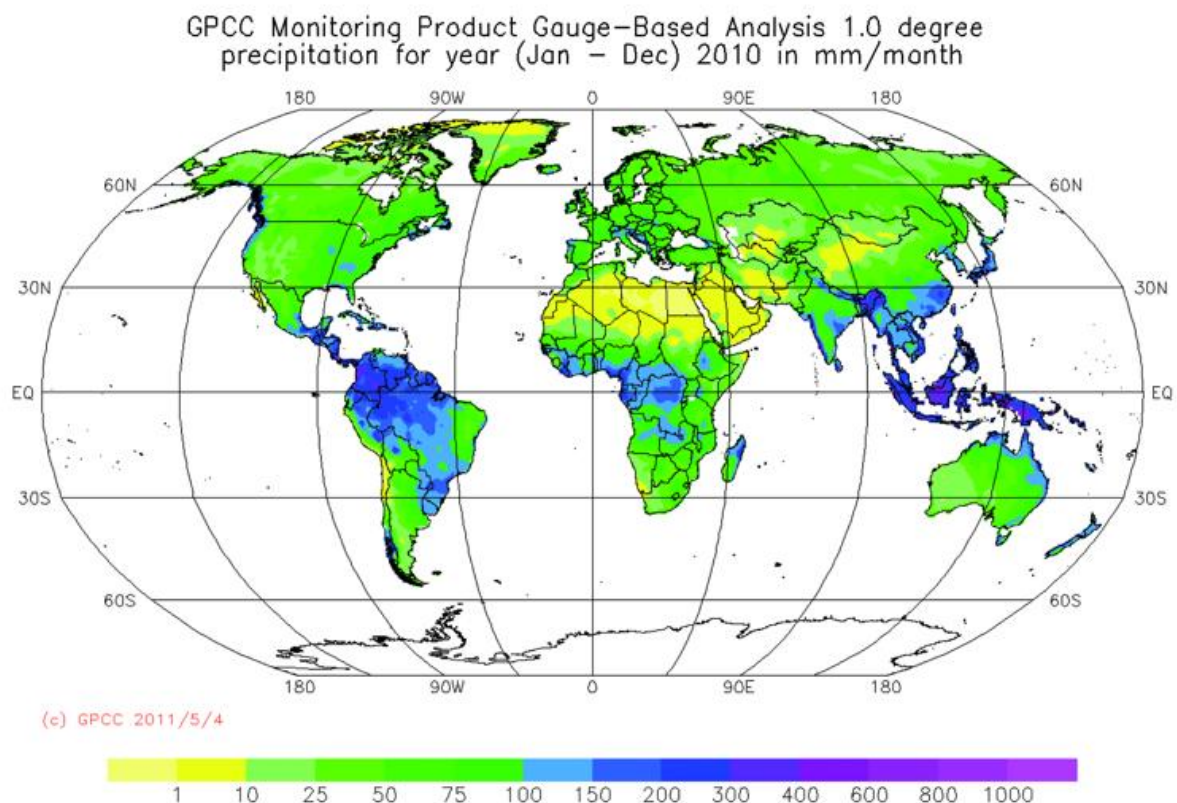 GPCC Monitoring Product Gauge-Based Analysis 1.0 degree
precipitation for year (Jan - Dec) 2010 in mm/month
180 90W 0 90E 180
60N 60N
30N 30N
EQ EQ
30S 30S
60S 60S
180 90W 0 90E 180
(c) GPCC 2011/5/4
1 10 25 50 75 100 150 200 300 400 600 800 1000